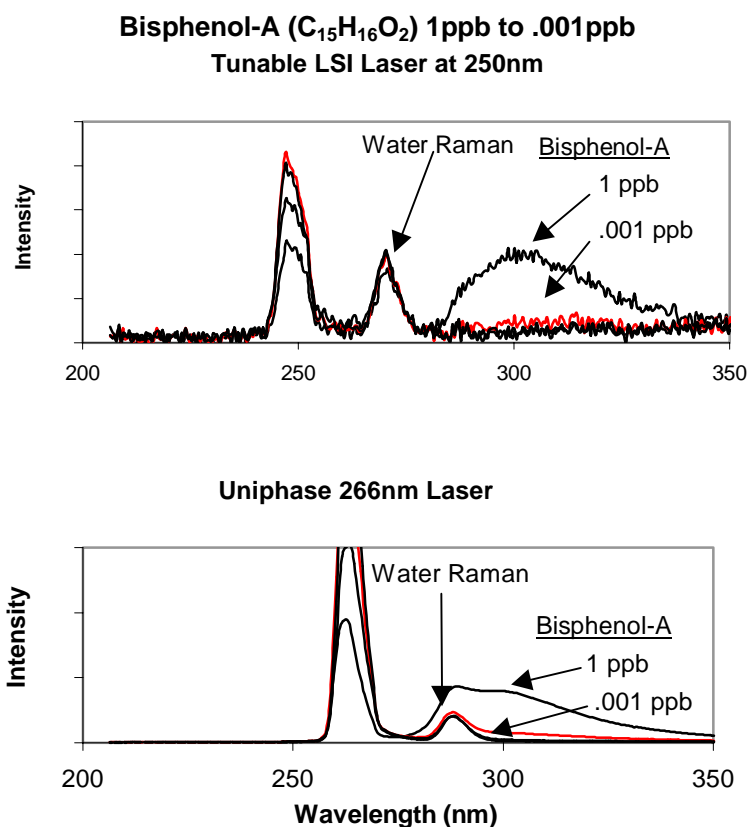 Bisphenol-A (C₁₅H₁₆O₂) 1ppb to .001ppb
Tunable LSI Laser at 250nm
Intensity
Water Raman
Bisphenol-A
1 ppb
.001 ppb
200 250 300 350
Uniphase 266nm Laser
Intensity
Water Raman
Bisphenol-A
1 ppb
.001 ppb
200 250 300 350
Wavelength (nm)